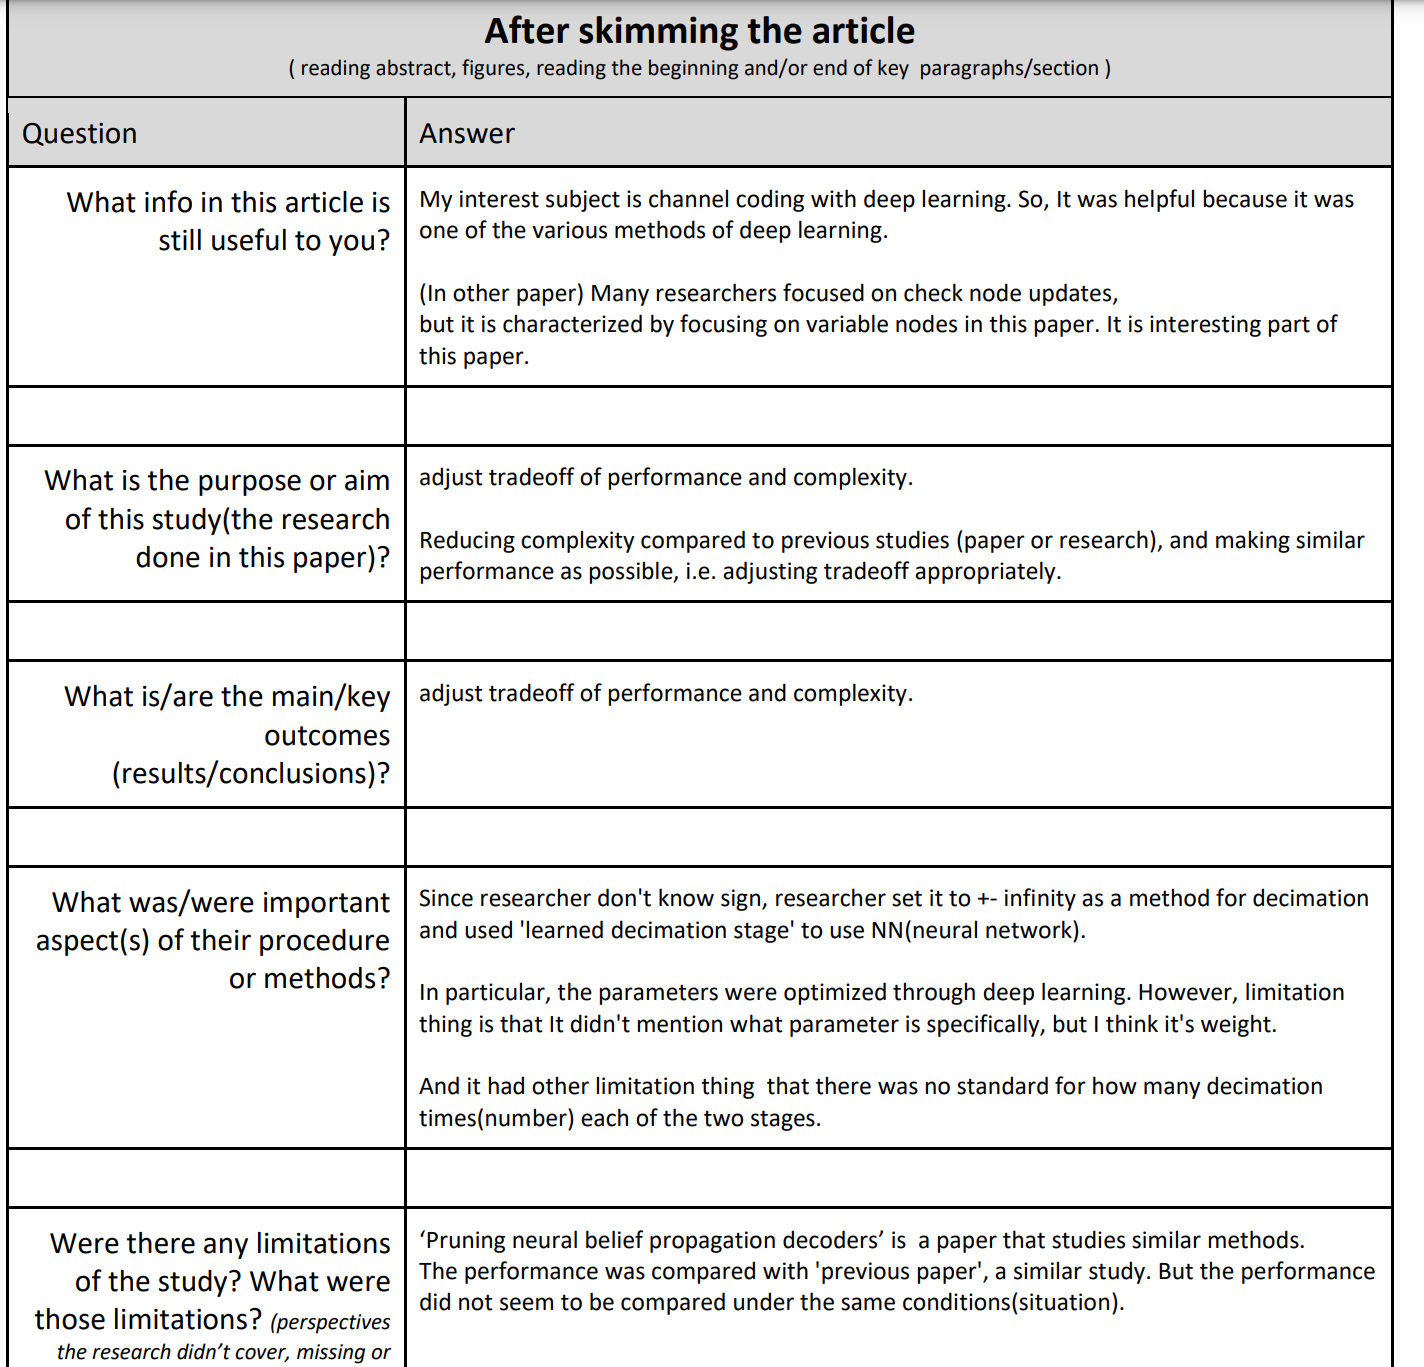 After skimming the article
( reading abstract, figures, reading the beginning and/or end of key paragraphs/section )
Question
Answer
What info in this article is
still useful to you?
My interest subject is channel coding with deep learning. So, It was helpful because it was
one of the various methods of deep learning.
(In other paper) Many researchers focused on check node updates,
but it is characterized by focusing on variable nodes in this paper. It is interesting part of
this paper.
What is the purpose or aim
of this study(the research
done in this paper)?
adjust tradeoff of performance and complexity.
Reducing complexity compared to previous studies (paper or research), and making similar
performance as possible, i.e. adjusting tradeoff appropriately.
What is/are the main/key
outcomes
(results/conclusions)?
adjust tradeoff of performance and complexity.
What was/were important
aspect(s) of their procedure
or methods?
Since researcher don't know sign, researcher set it to +- infinity as a method for decimation
and used 'learned decimation stage' to use NN(neural network).
In particular, the parameters were optimized through deep learning. However, limitation
thing is that It didn't mention what parameter is specifically, but I think it's weight.
And it had other limitation thing  that there was no standard for how many decimation
times(number) each of the two stages.
Were there any limitations
of the study? What were
those limitations? (perspectives
the research didn’t cover, missing or
‘Pruning neural belief propagation decoders’ is  a paper that studies similar methods.
The performance was compared with 'previous paper', a similar study. But the performance
did not seem to be compared under the same conditions(situation).